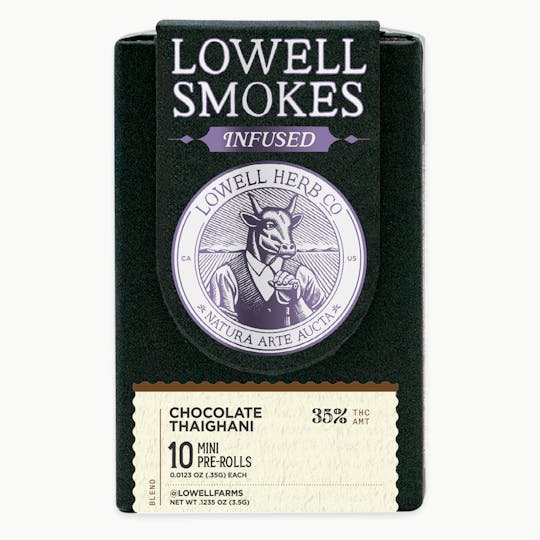 LOWELL
SMOKES
INFUSED
LOWELL HERB CO
CA
US
NATURA ARTE AUCTA
CHOCOLATE
THAIGHANI
35% THC
AMT
10 MINI
PRE-ROLLS
0.0123 OZ (.35G) EACH
BLEND
@LOWELLFARMS
NET WT .1235 OZ (3.5G)